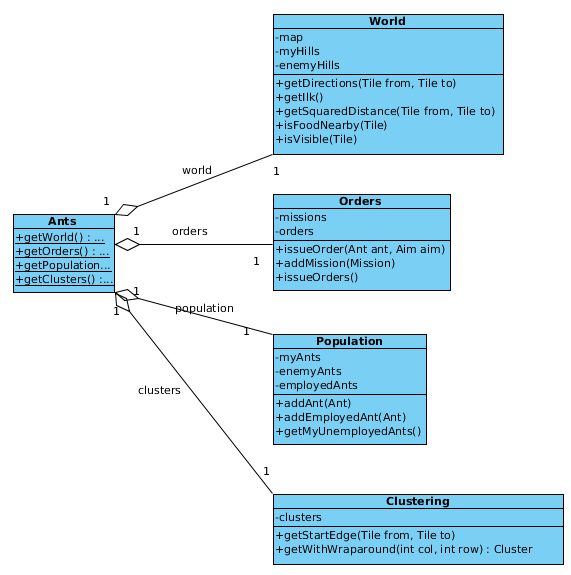 World
-map
-myHills
-enemyHills
+getDirections(Tile from, Tile to)
+getIlk()
+getSquaredDistance(Tile from, Tile to)
+isFoodNearby(Tile)
+isVisible(Tile)
world
1
1
Ants
+getWorld() : ...
+getOrders() : ...
+getPopulation...
+getClusters() :...
Orders
-missions
-orders
+issueOrder(Ant ant, Aim aim)
+addMission(Mission)
+issueOrders()
1
orders
1
1
population
1
Population
-myAnts
-enemyAnts
-employedAnts
+addAnt(Ant)
+addEmployedAnt(Ant)
+getMyUnemployedAnts()
1
clusters
1
Clustering
-clusters
+getStartEdge(Tile from, Tile to)
+getWithWraparound(int col, int row) : Cluster